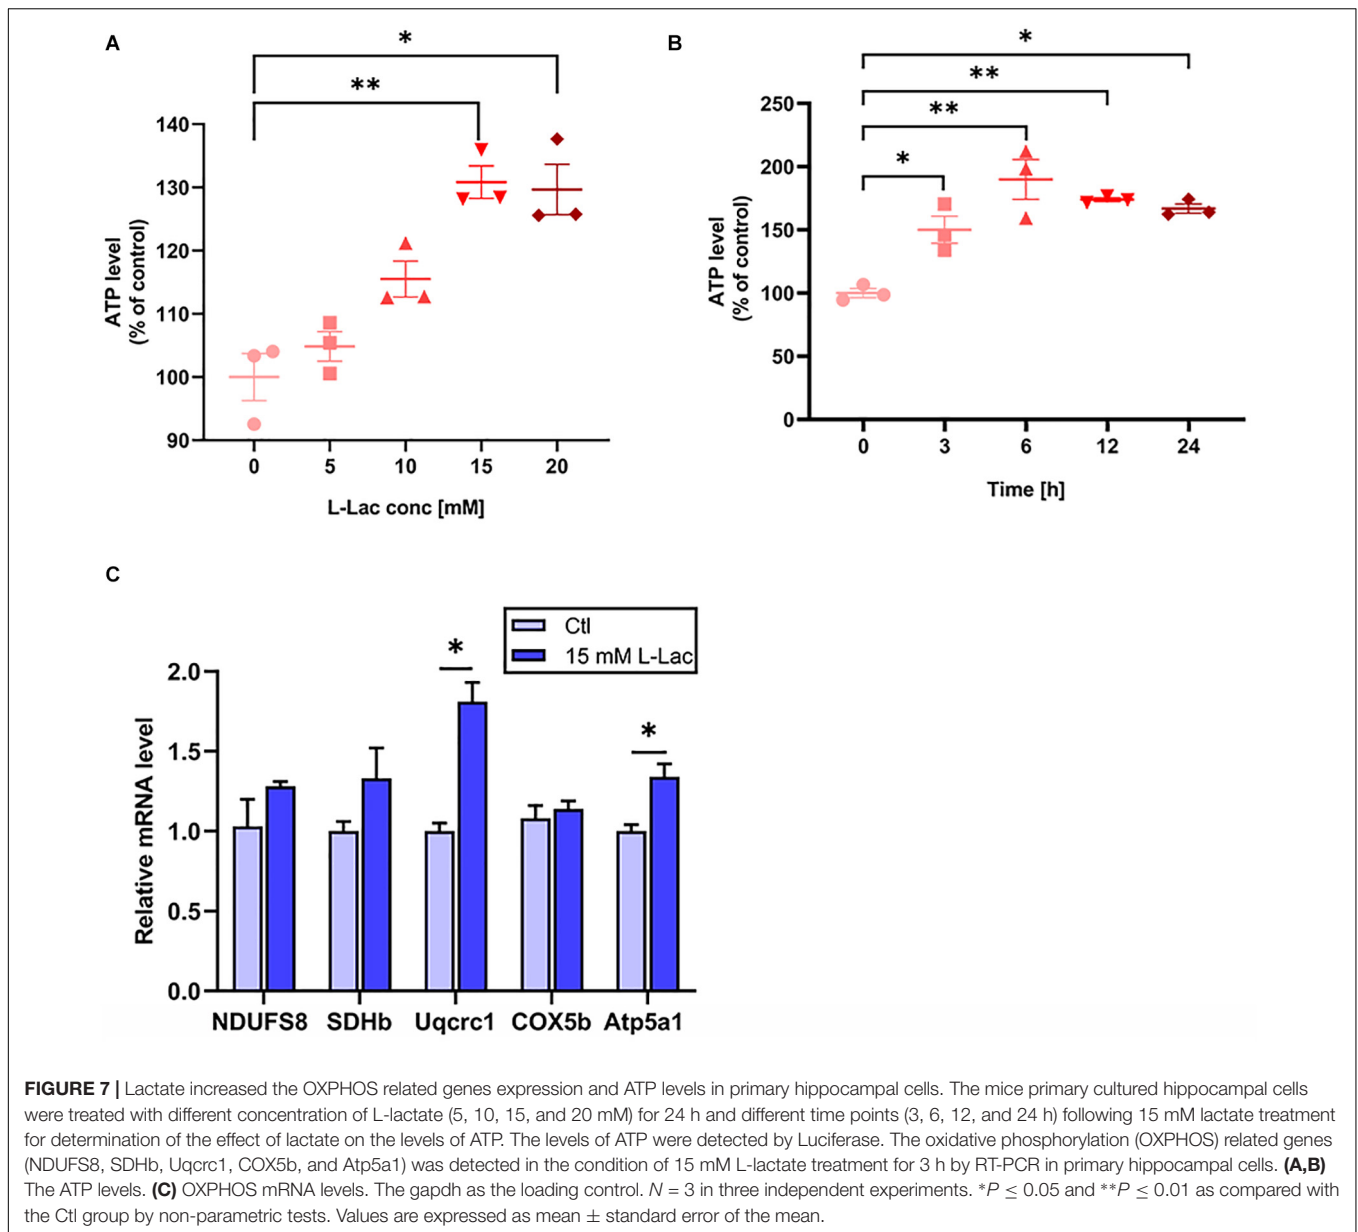 A
*
**
140
130
120
110
100
90
ATP level
(% of control)
0 5 10 15 20
L-Lac conc [mM]
B
*
**
**
*
250
200
150
100
50
0
ATP level
(% of control)
0 3 6 12 24
Time [h]
C
Ctl
15 mM L-Lac
*
*
2.0
1.5
1.0
0.5
0.0
Relative mRNA level
NDUFS8 SDHb Uqcrc1 COX5b Atp5a1
FIGURE 7 | Lactate increased the OXPHOS related genes expression and ATP levels in primary hippocampal cells. The mice primary cultured hippocampal cells
were treated with different concentration of L-lactate (5, 10, 15, and 20 mM) for 24 h and different time points (3, 6, 12, and 24 h) following 15 mM lactate treatment
for determination of the effect of lactate on the levels of ATP. The levels of ATP were detected by Luciferase. The oxidative phosphorylation (OXPHOS) related genes
(NDUFS8, SDHb, Uqcrc1, COX5b, and Atp5a1) was detected in the condition of 15 mM L-lactate treatment for 3 h by RT-PCR in primary hippocampal cells. (A,B)
The ATP levels. (C) OXPHOS mRNA levels. The gapdh as the loading control. N = 3 in three independent experiments. *P ≤ 0.05 and **P ≤ 0.01 as compared with
the Ctl group by non-parametric tests. Values are expressed as mean ± standard error of the mean.